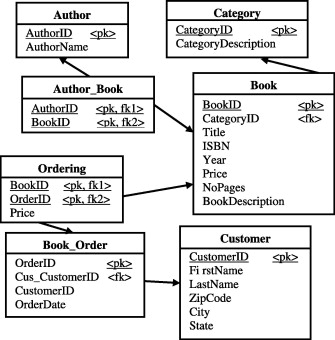 Author
AuthorID <pk>
AuthorName
Category
CategoryID <pk>
CategoryDescription
Author_Book
AuthorID <pk, fk1>
BookID <pk, fk2>
Book
BookID <pk>
CategoryID <fk>
Title
ISBN
Year
Price
NoPages
BookDescription
Ordering
BookID <pk, fk1>
OrderID <pk, fk2>
Price
Book_Order
OrderID <pk>
Cus_CustomerID <fk>
CustomerID
OrderDate
Customer
CustomerID <pk>
Fi rstName
LastName
ZipCode
City
State